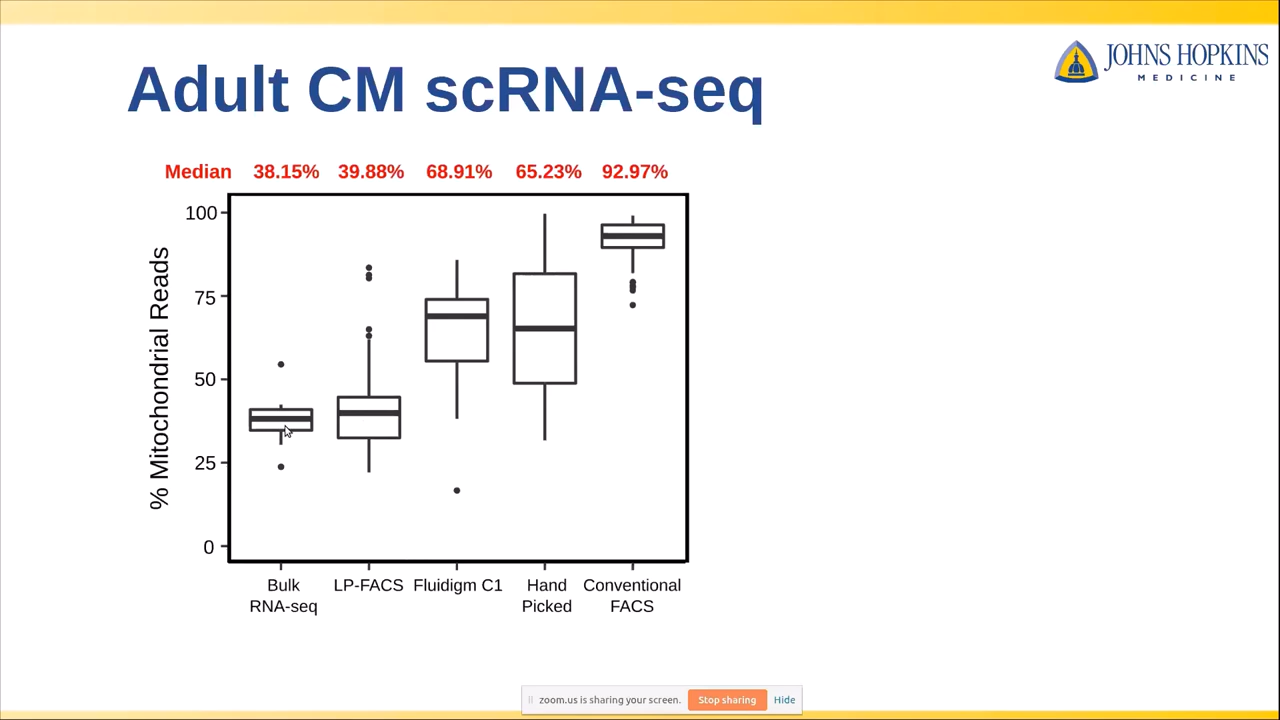 JOHNS HOPKINS
MEDICINE
Adult CM scRNA-seq
Median 38.15% 39.88% 68.91% 65.23% 92.97%
% Mitochondrial Reads
100
75
50
25
0
Bulk RNA-seq
LP-FACS
Fluidigm C1
Hand Picked
Conventional FACS
zoom.us is sharing your screen. Stop sharing Hide